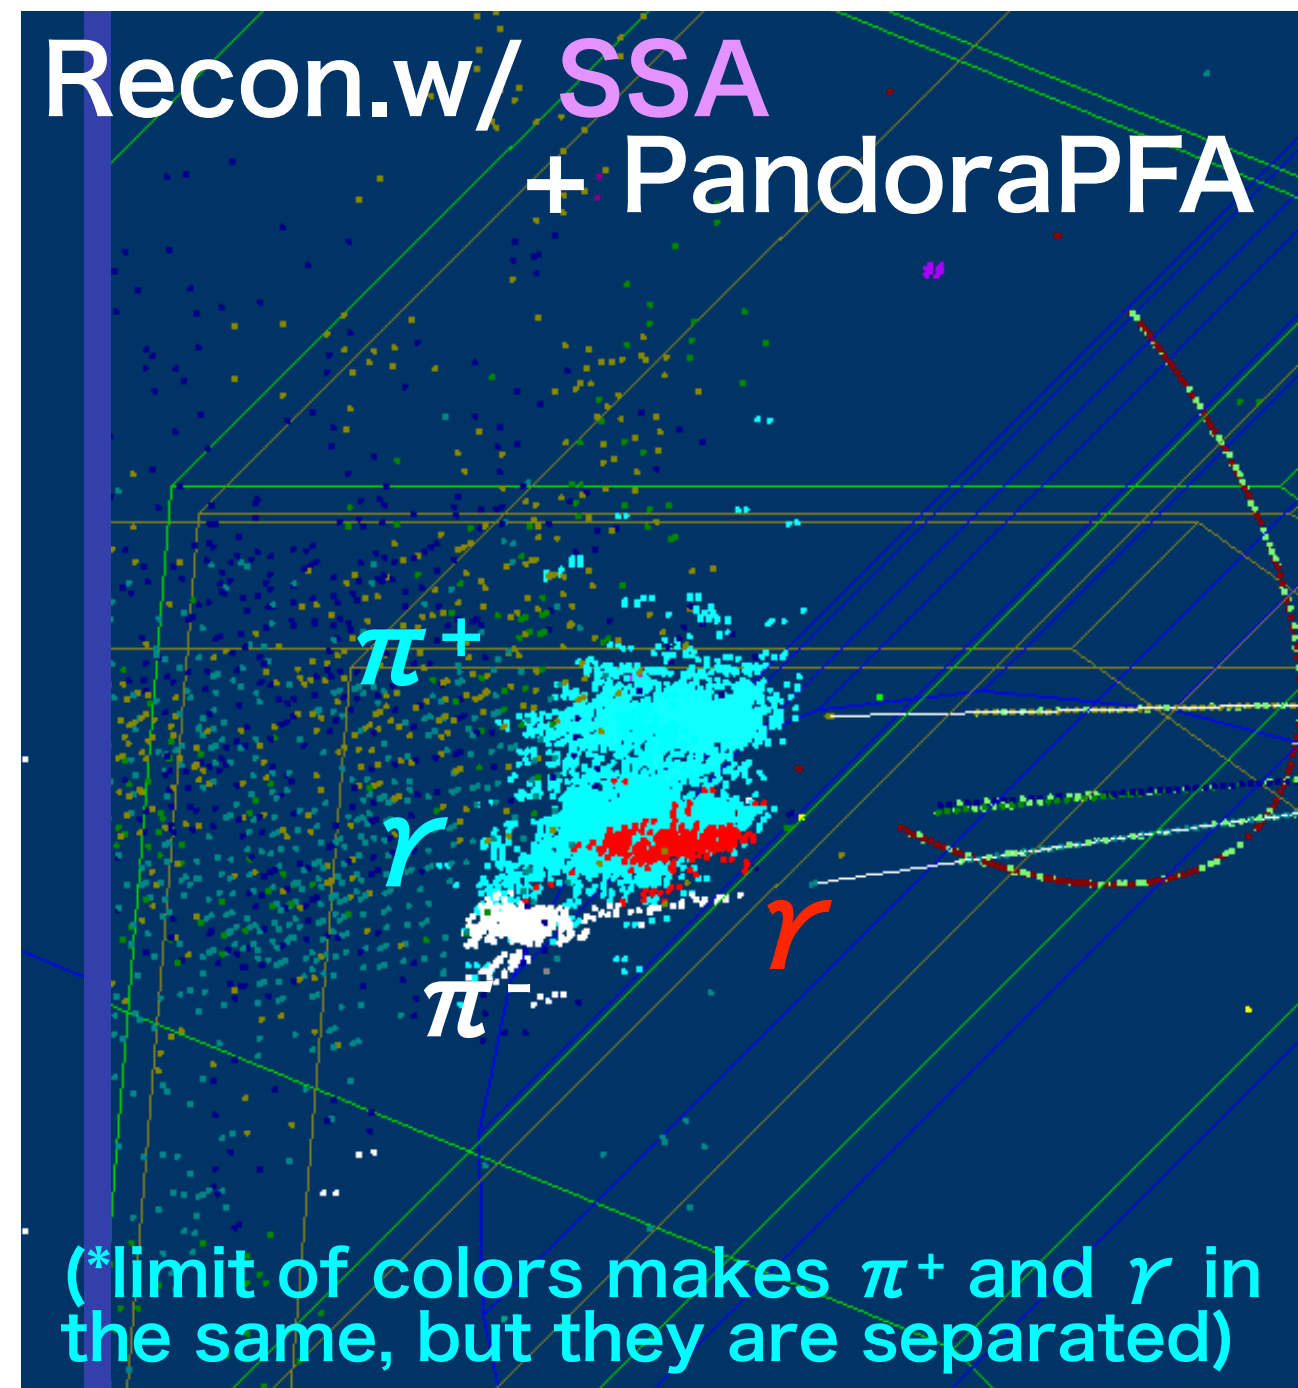 Recon.w/ SSA
+ PandoraPFA
π⁺
γ
γ
π⁻
(*limit of colors makes π⁺ and γ in
the same, but they are separated)